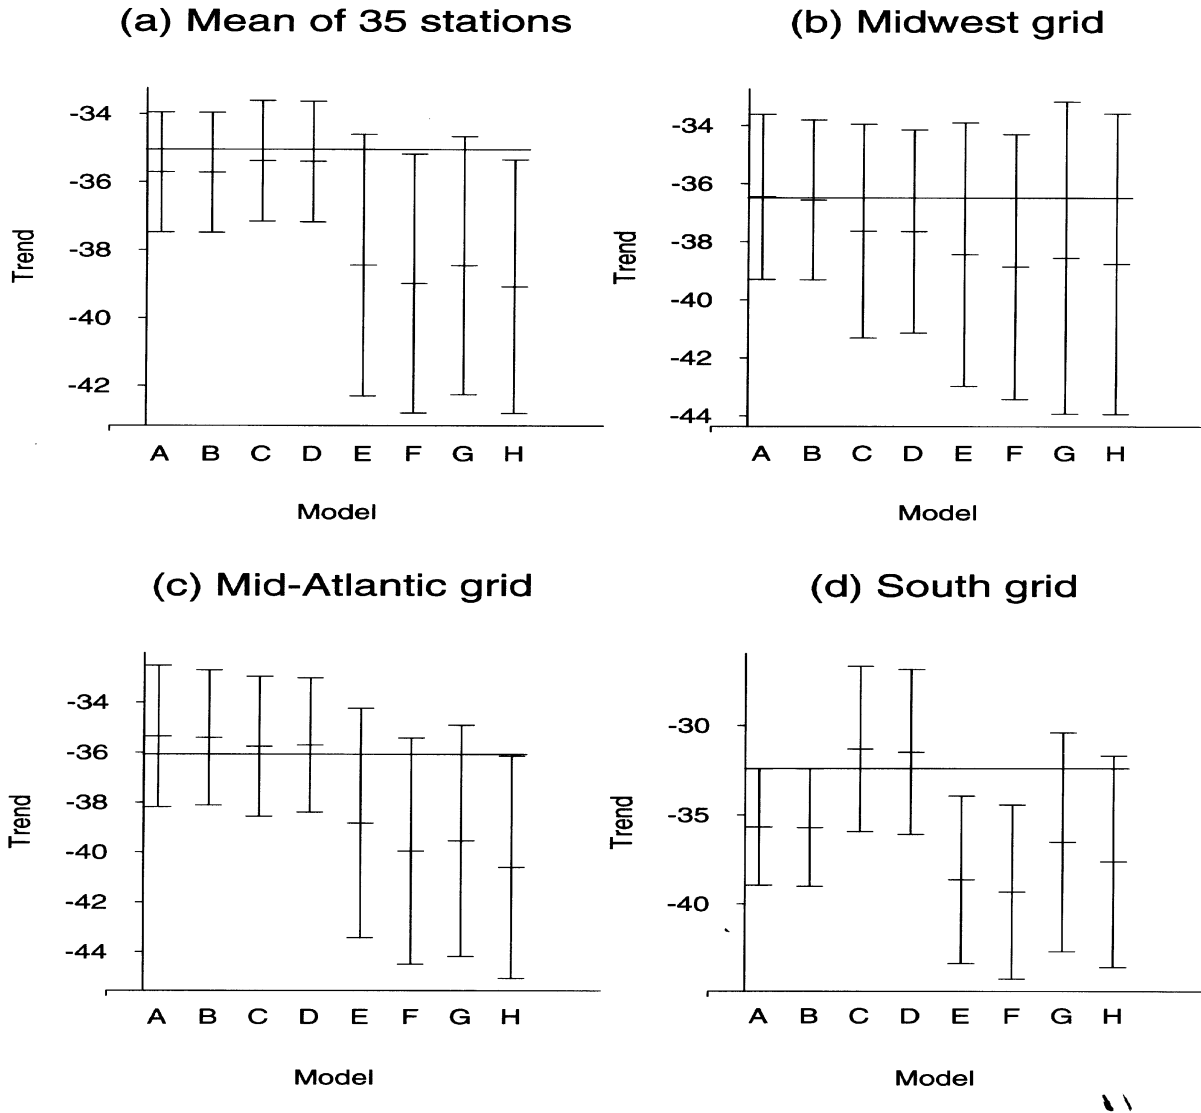 (a) Mean of 35 stations
Trend
-34
-36
-38
-40
-42
A B C D E F G H
Model
(b) Midwest grid
Trend
-34
-36
-38
-40
-42
-44
A B C D E F G H
Model
(c) Mid-Atlantic grid
Trend
-34
-36
-38
-40
-42
-44
A B C D E F G H
Model
(d) South grid
Trend
-30
-35
-40
A B C D E F G H
Model